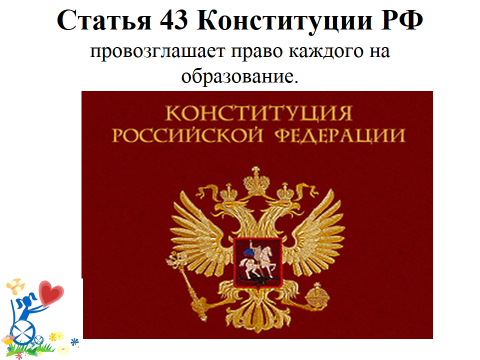 Статья 43 Конституции РФ
провозглашает право каждого на
образование.
КОНСТИТУЦИЯ
РОССИЙСКОЙ ФЕДЕРАЦИИ